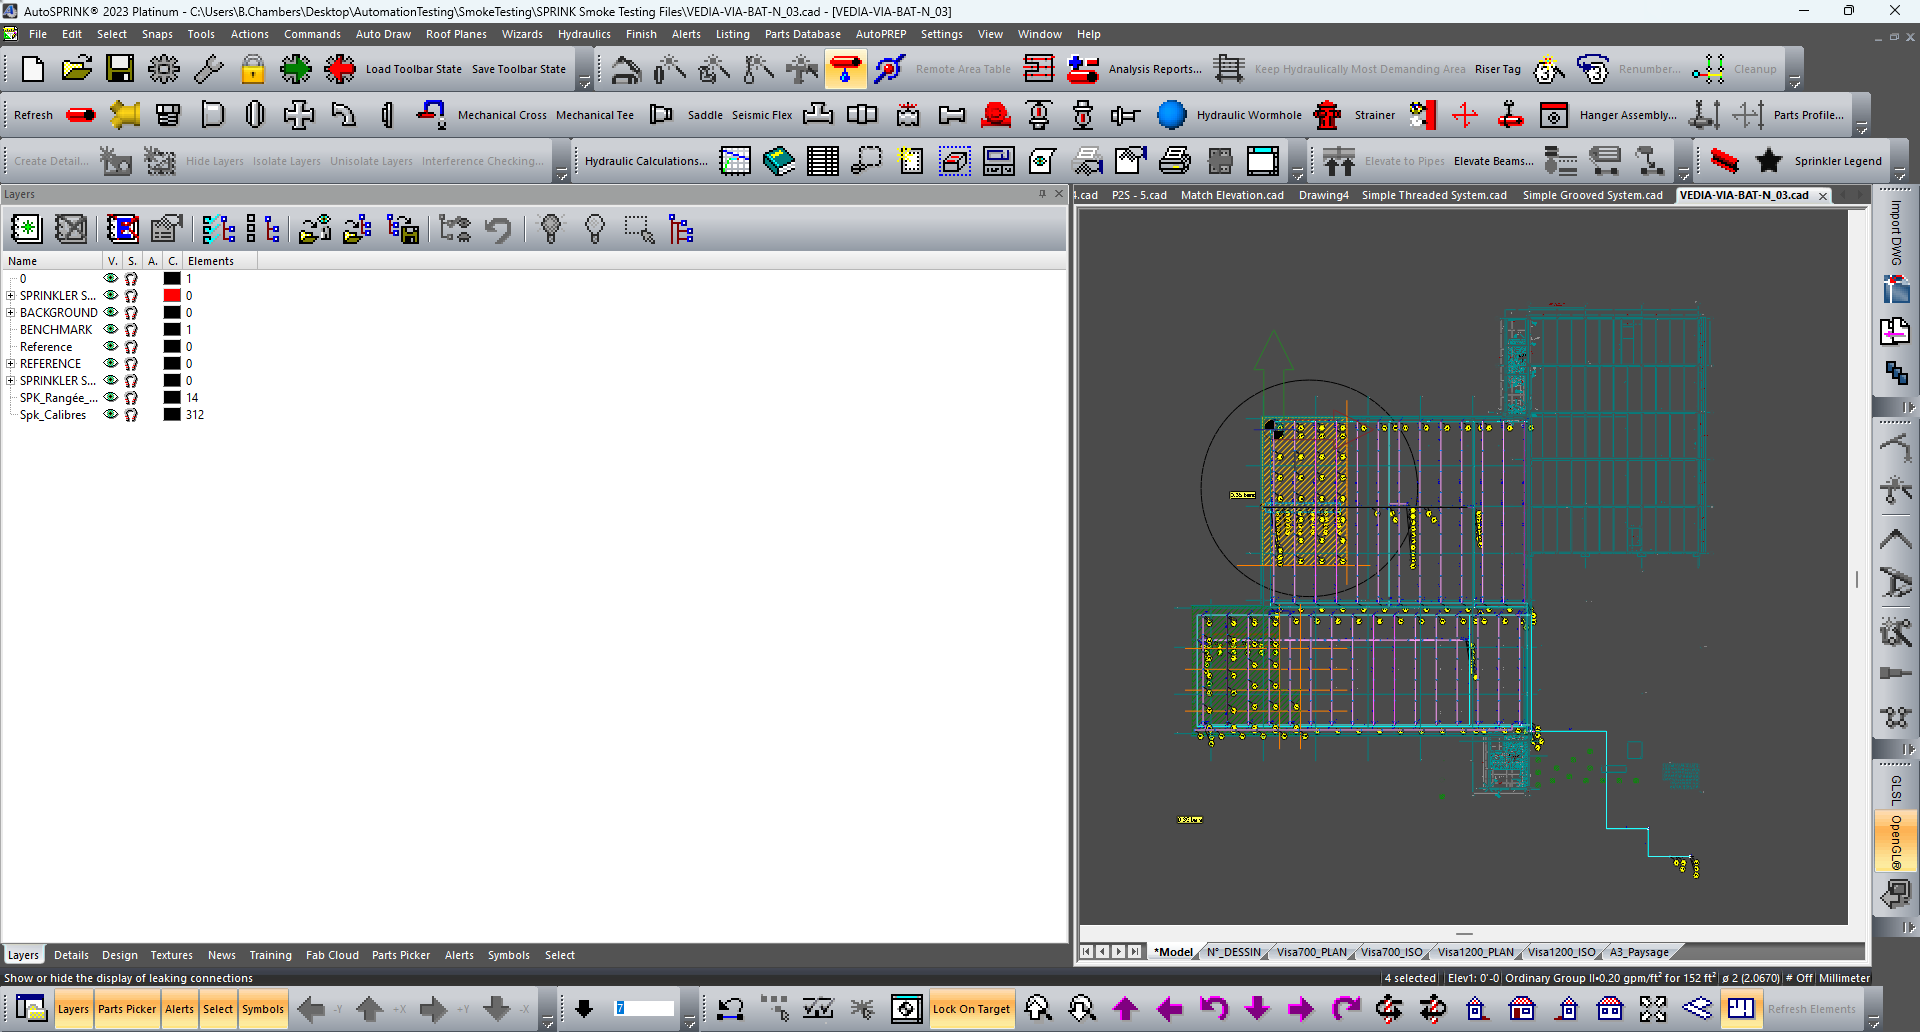 AutoSPRINK® 2023 Platinum - C:\Users\B.Chambers\Desktop\AutomationTesting\SmokeTesting\SPRINK Smoke Testing Files\VEDIA-VIA-BAT-N_03.cad - [VEDIA-VIA-BAT-N_03]
File Edit Select Snaps Tools Actions Commands Auto Draw Roof Planes Wizards Hydraulics Finish Alerts Listing Parts Database AutoPREP Settings View Window Help
Load Toolbar State Save Toolbar State Remote Area Table Analysis Reports... Keep Hydraulically Most Demanding Area Riser Tag Renumber... Cleanup
Refresh Mechanical Cross Mechanical Tee Saddle Seismic Flex Hydraulic Wormhole Strainer Hanger Assembly... Parts Profile...
Create Detail... Hide Layers Isolate Layers Unisolate Layers Interference Checking... Hydraulic Calculations... Elevate to Pipes Elevate Beams... Sprinkler Legend
Layers
.cad P2S - 5.cad Match Elevation.cad Drawing4 Simple Threaded System.cad Simple Grooved System.cad VEDIA-VIA-BAT-N_03.cad
Import DWG
Name V. S. A. C. Elements
0 1
SPRINKLER S... 0
BACKGROUND 0
BENCHMARK 1
Reference 0
REFERENCE 0
SPRINKLER S... 0
SPK_Rangée_... 14
Spk_Calibres 312
GLSL
OpenGL®
*Model N°_DESSIN Visa700_PLAN Visa700_ISO Visa1200_PLAN Visa1200_ISO A3_Paysage
Layers Details Design Textures News Training Fab Cloud Parts Picker Alerts Symbols Select
Show or hide the display of leaking connections 4 selected Elev1: 0'-0 Ordinary Group II•0.20 gpm/ft² for 152 ft² ø 2 (2.0670) # Off Millimeter
Layers Parts Picker Alerts Select Symbols -Y +X +Y -X 7 Lock On Target Refresh Elements